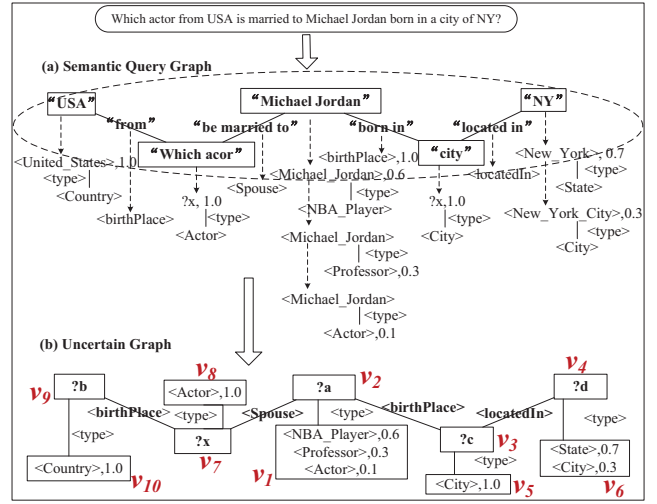 Which actor from USA is married to Michael Jordan born in a city of NY?
(a) Semantic Query Graph
“USA” “Michael Jordan” “NY”
“from” “be married to” “born in” “located in”
“Which acor” “city”
<United_States>,1.0
<type>
<Country>
<birthPlace>
?x, 1.0
<type>
<Actor>
<Spouse>
<birthPlace>,1.0
<Michael_Jordan>,0.6
<type>
<NBA_Player>
<Michael_Jordan>
<type>
<Professor>,0.3
<Michael_Jordan>
<type>
<Actor>,0.1
?x, 1.0
<type>
<City>
<locatedIn>
<New_York>, 0.7
<type>
<State>
<New_York_City>,0.3
<type>
<City>
(b) Uncertain Graph
v9 ?b
<type>
<Country>,1.0
v10
<birthPlace>
v8
<Actor>,1.0
<type>
?x
v7
<Spouse>
?a v2
<type>
<NBA_Player>,0.6
<Professor>,0.3
<Actor>,0.1
v1
<birthPlace>
?c v3
<type>
<City>,1.0
v5
<locatedIn>
v4
?d
<type>
<State>,0.7
<City>,0.3
v6